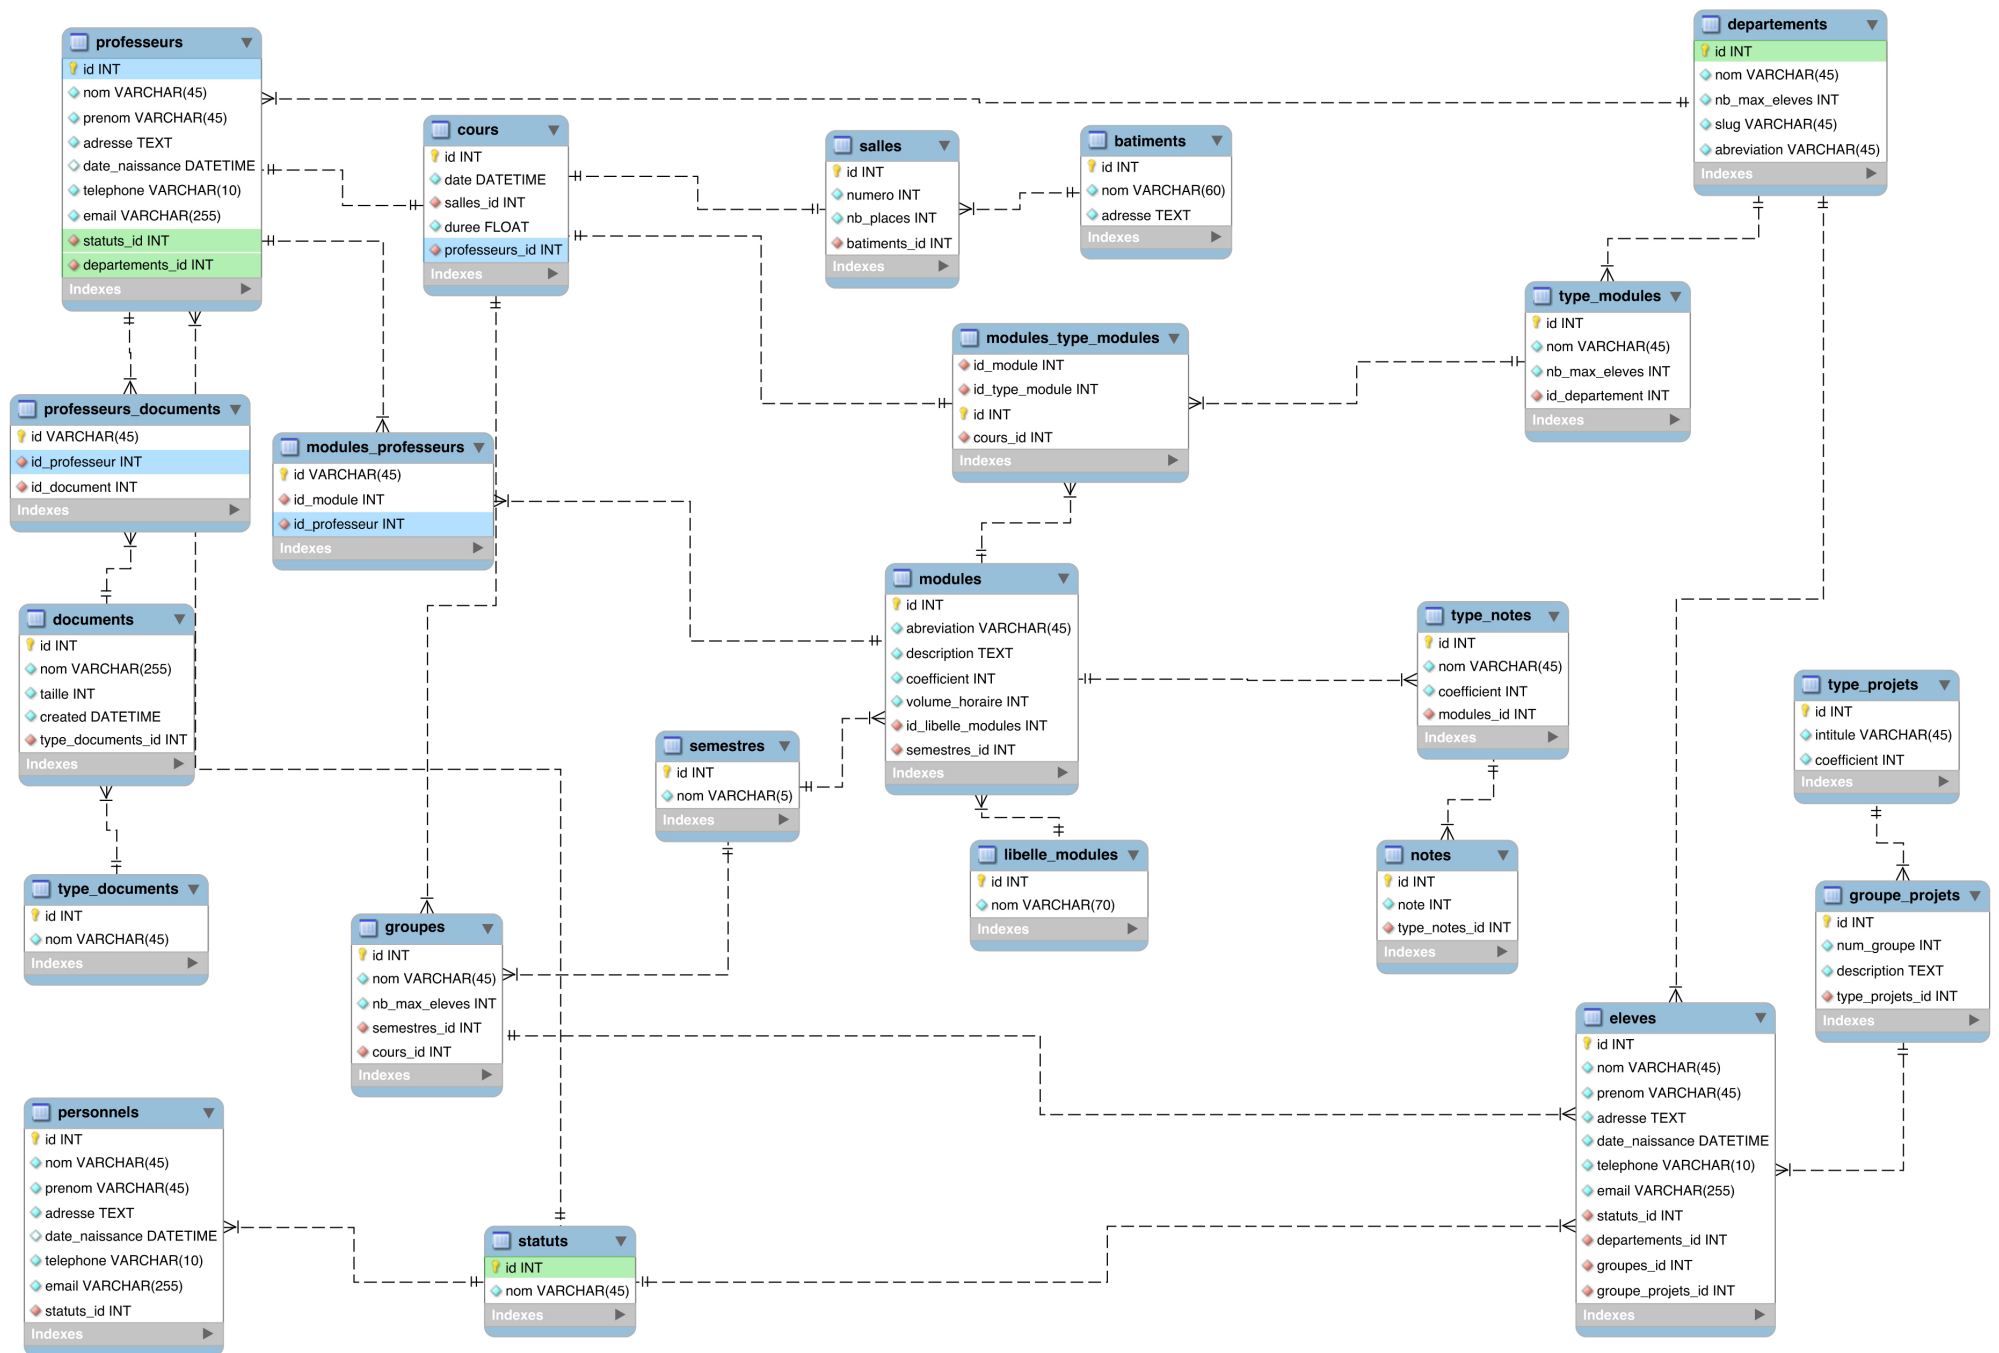 professeurs
id INT
nom VARCHAR(45)
prenom VARCHAR(45)
adresse TEXT
date_naissance DATETIME
telephone VARCHAR(10)
email VARCHAR(255)
statuts_id INT
departements_id INT
Indexes
cours
id INT
date DATETIME
salles_id INT
duree FLOAT
professeurs_id INT
Indexes
salles
id INT
numero INT
nb_places INT
batiments_id INT
Indexes
batiments
id INT
nom VARCHAR(60)
adresse TEXT
Indexes
departements
id INT
nom VARCHAR(45)
nb_max_eleves INT
slug VARCHAR(45)
abreviation VARCHAR(45)
Indexes
type_modules
id INT
nom VARCHAR(45)
nb_max_eleves INT
id_departement INT
Indexes
modules_type_modules
id_module INT
id_type_module INT
id INT
cours_id INT
Indexes
professeurs_documents
id VARCHAR(45)
id_professeur INT
id_document INT
Indexes
modules_professeurs
id VARCHAR(45)
id_module INT
id_professeur INT
Indexes
documents
id INT
nom VARCHAR(255)
taille INT
created DATETIME
type_documents_id INT
Indexes
modules
id INT
abreviation VARCHAR(45)
description TEXT
coefficient INT
volume_horaire INT
id_libelle_modules INT
semestres_id INT
Indexes
type_notes
id INT
nom VARCHAR(45)
coefficient INT
modules_id INT
Indexes
type_projets
id INT
intitule VARCHAR(45)
coefficient INT
Indexes
semestres
id INT
nom VARCHAR(5)
Indexes
libelle_modules
id INT
nom VARCHAR(70)
Indexes
notes
id INT
note INT
type_notes_id INT
Indexes
groupe_projets
id INT
num_groupe INT
description TEXT
type_projets_id INT
Indexes
type_documents
id INT
nom VARCHAR(45)
Indexes
groupes
id INT
nom VARCHAR(45)
nb_max_eleves INT
semestres_id INT
cours_id INT
Indexes
eleves
id INT
nom VARCHAR(45)
prenom VARCHAR(45)
adresse TEXT
date_naissance DATETIME
telephone VARCHAR(10)
email VARCHAR(255)
statuts_id INT
departements_id INT
groupes_id INT
groupe_projets_id INT
Indexes
personnels
id INT
nom VARCHAR(45)
prenom VARCHAR(45)
adresse TEXT
date_naissance DATETIME
telephone VARCHAR(10)
email VARCHAR(255)
statuts_id INT
Indexes
statuts
id INT
nom VARCHAR(45)
Indexes